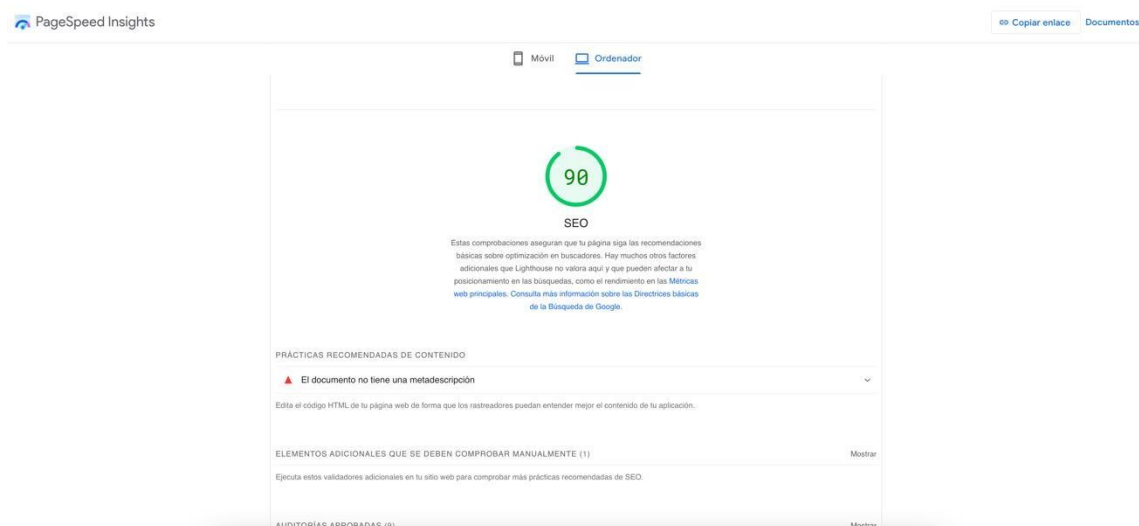 PageSpeed Insights
Copiar enlace
Documentos
Móvil
Ordenador
90
SEO
Estas comprobaciones aseguran que tu página siga las recomendaciones
básicas sobre optimización en buscadores. Hay muchos otros factores
adicionales que Lighthouse no valora aquí y que pueden afectar a tu
posicionamiento en las búsquedas, como el rendimiento en las Métricas
web principales. Consulta más información sobre las Directrices básicas
de la Búsqueda de Google.
PRÁCTICAS RECOMENDADAS DE CONTENIDO
El documento no tiene una metadescripción
Edita el código HTML de tu página web de forma que los rastreadores puedan entender mejor el contenido de tu aplicación.
ELEMENTOS ADICIONALES QUE SE DEBEN COMPROBAR MANUALMENTE (1)
Mostrar
Ejecuta estos validadores adicionales en tu sitio web para comprobar más prácticas recomendadas de SEO.
AUDITORÍAS APROBADAS (9)
Mostrar